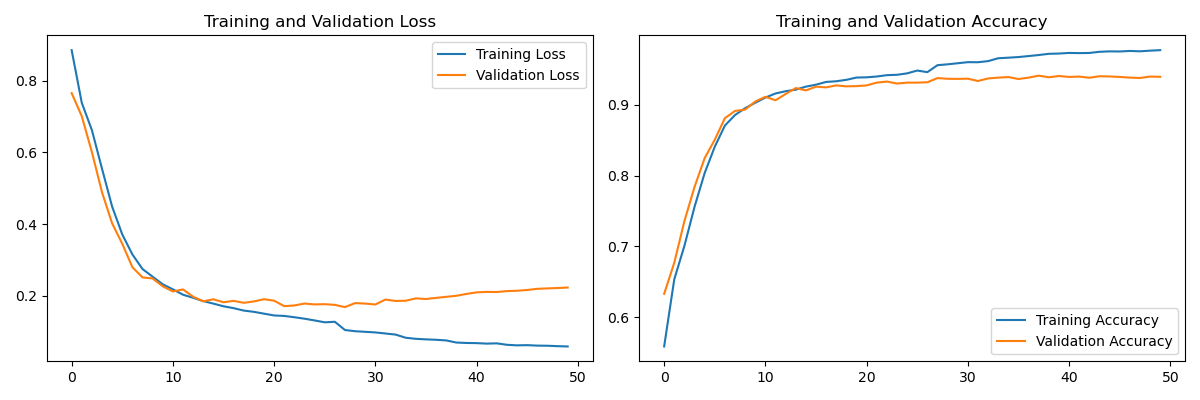 Training and Validation Loss
Training Loss
Validation Loss
0.8
0.6
0.4
0.2
0 10 20 30 40 50
Training and Validation Accuracy
0.9
0.8
0.7
0.6
Training Accuracy
Validation Accuracy
0 10 20 30 40 50